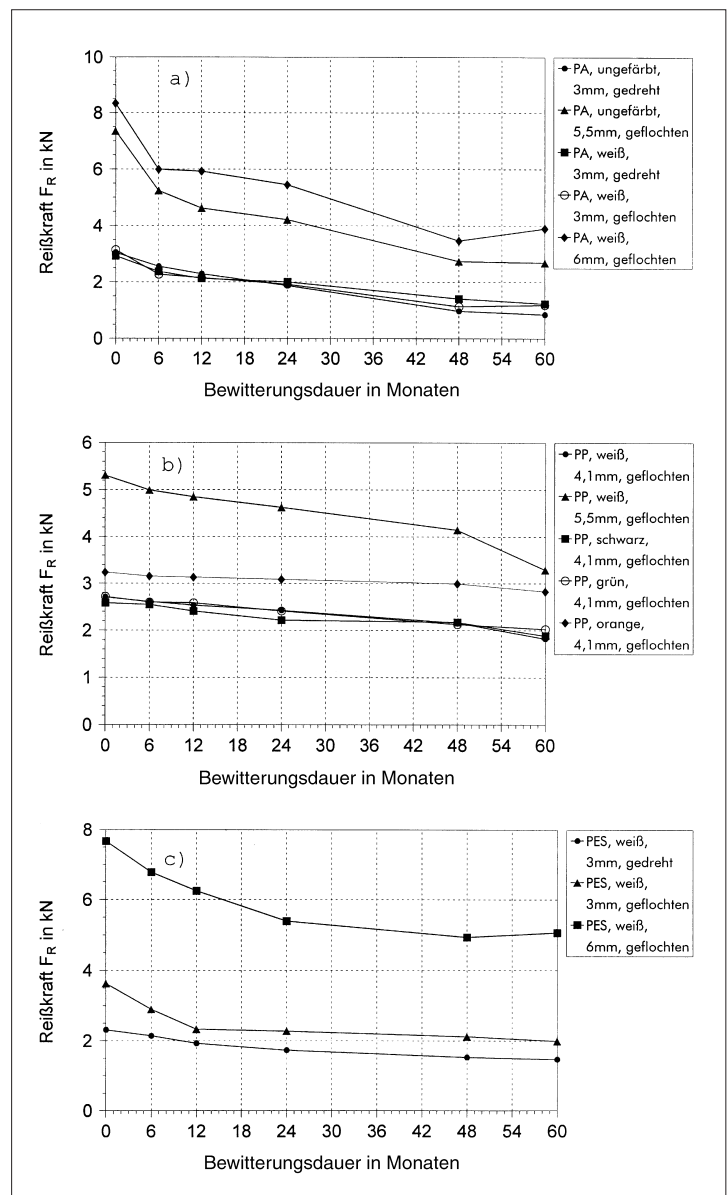 a)
10
8
6
4
2
0
Reißkraft F_R in kN
0 6 12 18 24 30 36 42 48 54 60
Bewitterungsdauer in Monaten
PA, ungefärbt,
3mm, gedreht
PA, ungefärbt,
5,5mm, geflochten
PA, weiß,
3mm, gedreht
PA, weiß,
3mm, geflochten
PA, weiß,
6mm, geflochten
b)
6
5
4
3
2
1
0
Reißkraft F_R in kN
0 6 12 18 24 30 36 42 48 54 60
Bewitterungsdauer in Monaten
PP, weiß,
4,1mm, geflochten
PP, weiß,
5,5mm, geflochten
PP, schwarz,
4,1mm, geflochten
PP, grün,
4,1mm, geflochten
PP, orange,
4,1mm, geflochten
c)
8
6
4
2
0
Reißkraft F_R in kN
0 6 12 18 24 30 36 42 48 54 60
Bewitterungsdauer in Monaten
PES, weiß,
3mm, gedreht
PES, weiß,
3mm, geflochten
PES, weiß,
6mm, geflochten